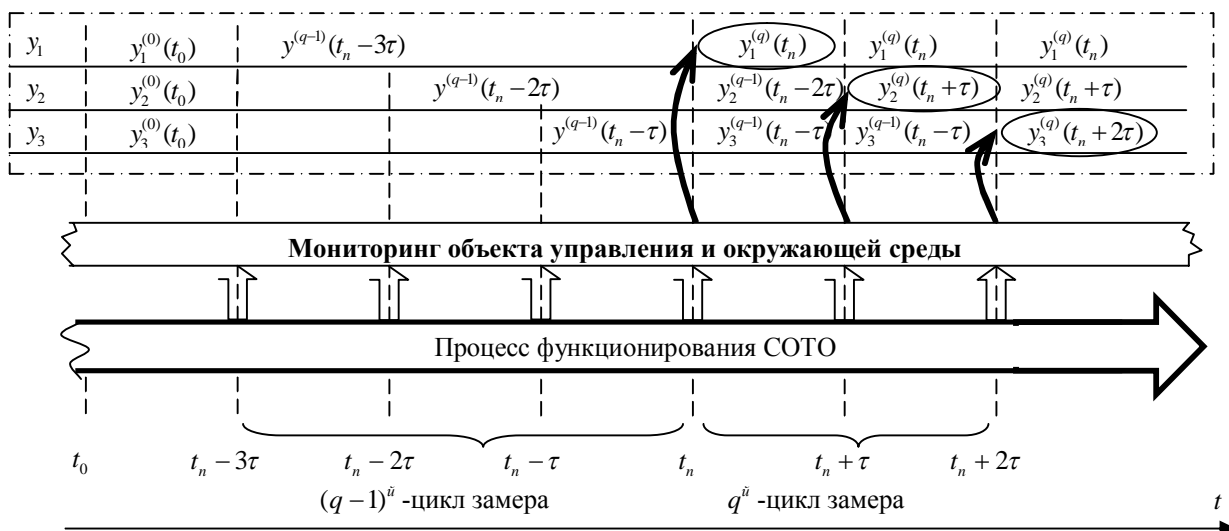 y₁ y₁⁽⁰⁾(t₀) y⁽q⁻¹⁾(tₙ−3τ) y₁⁽q⁾(tₙ) y₁⁽q⁾(tₙ) y₁⁽q⁾(tₙ)
y₂ y₂⁽⁰⁾(t₀) y⁽q⁻¹⁾(tₙ−2τ) y₂⁽q⁻¹⁾(tₙ−2τ) y₂⁽q⁾(tₙ+τ) y₂⁽q⁾(tₙ+τ)
y₃ y₃⁽⁰⁾(t₀) y⁽q⁻¹⁾(tₙ−τ) y₃⁽q⁻¹⁾(tₙ−τ) y₃⁽q⁻¹⁾(tₙ−τ) y₃⁽q⁾(tₙ+2τ)
Мониторинг объекта управления и окружающей среды
Процесс функционирования СОТО
t₀ tₙ−3τ tₙ−2τ tₙ−τ tₙ tₙ+τ tₙ+2τ
(q−1) й -цикл замера q й -цикл замера t